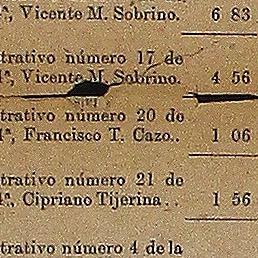 ª, Vicente M. Sobrino. 6 83
trativo número 17 de
ª, Vicente M. Sobrino. 4 56
trativo número 20 de
ª, Francisco T. Cazo.. 1 06
trativo número 21 de
ª, Cipriano Tijerina.. 1 56
trativo número 4 de la